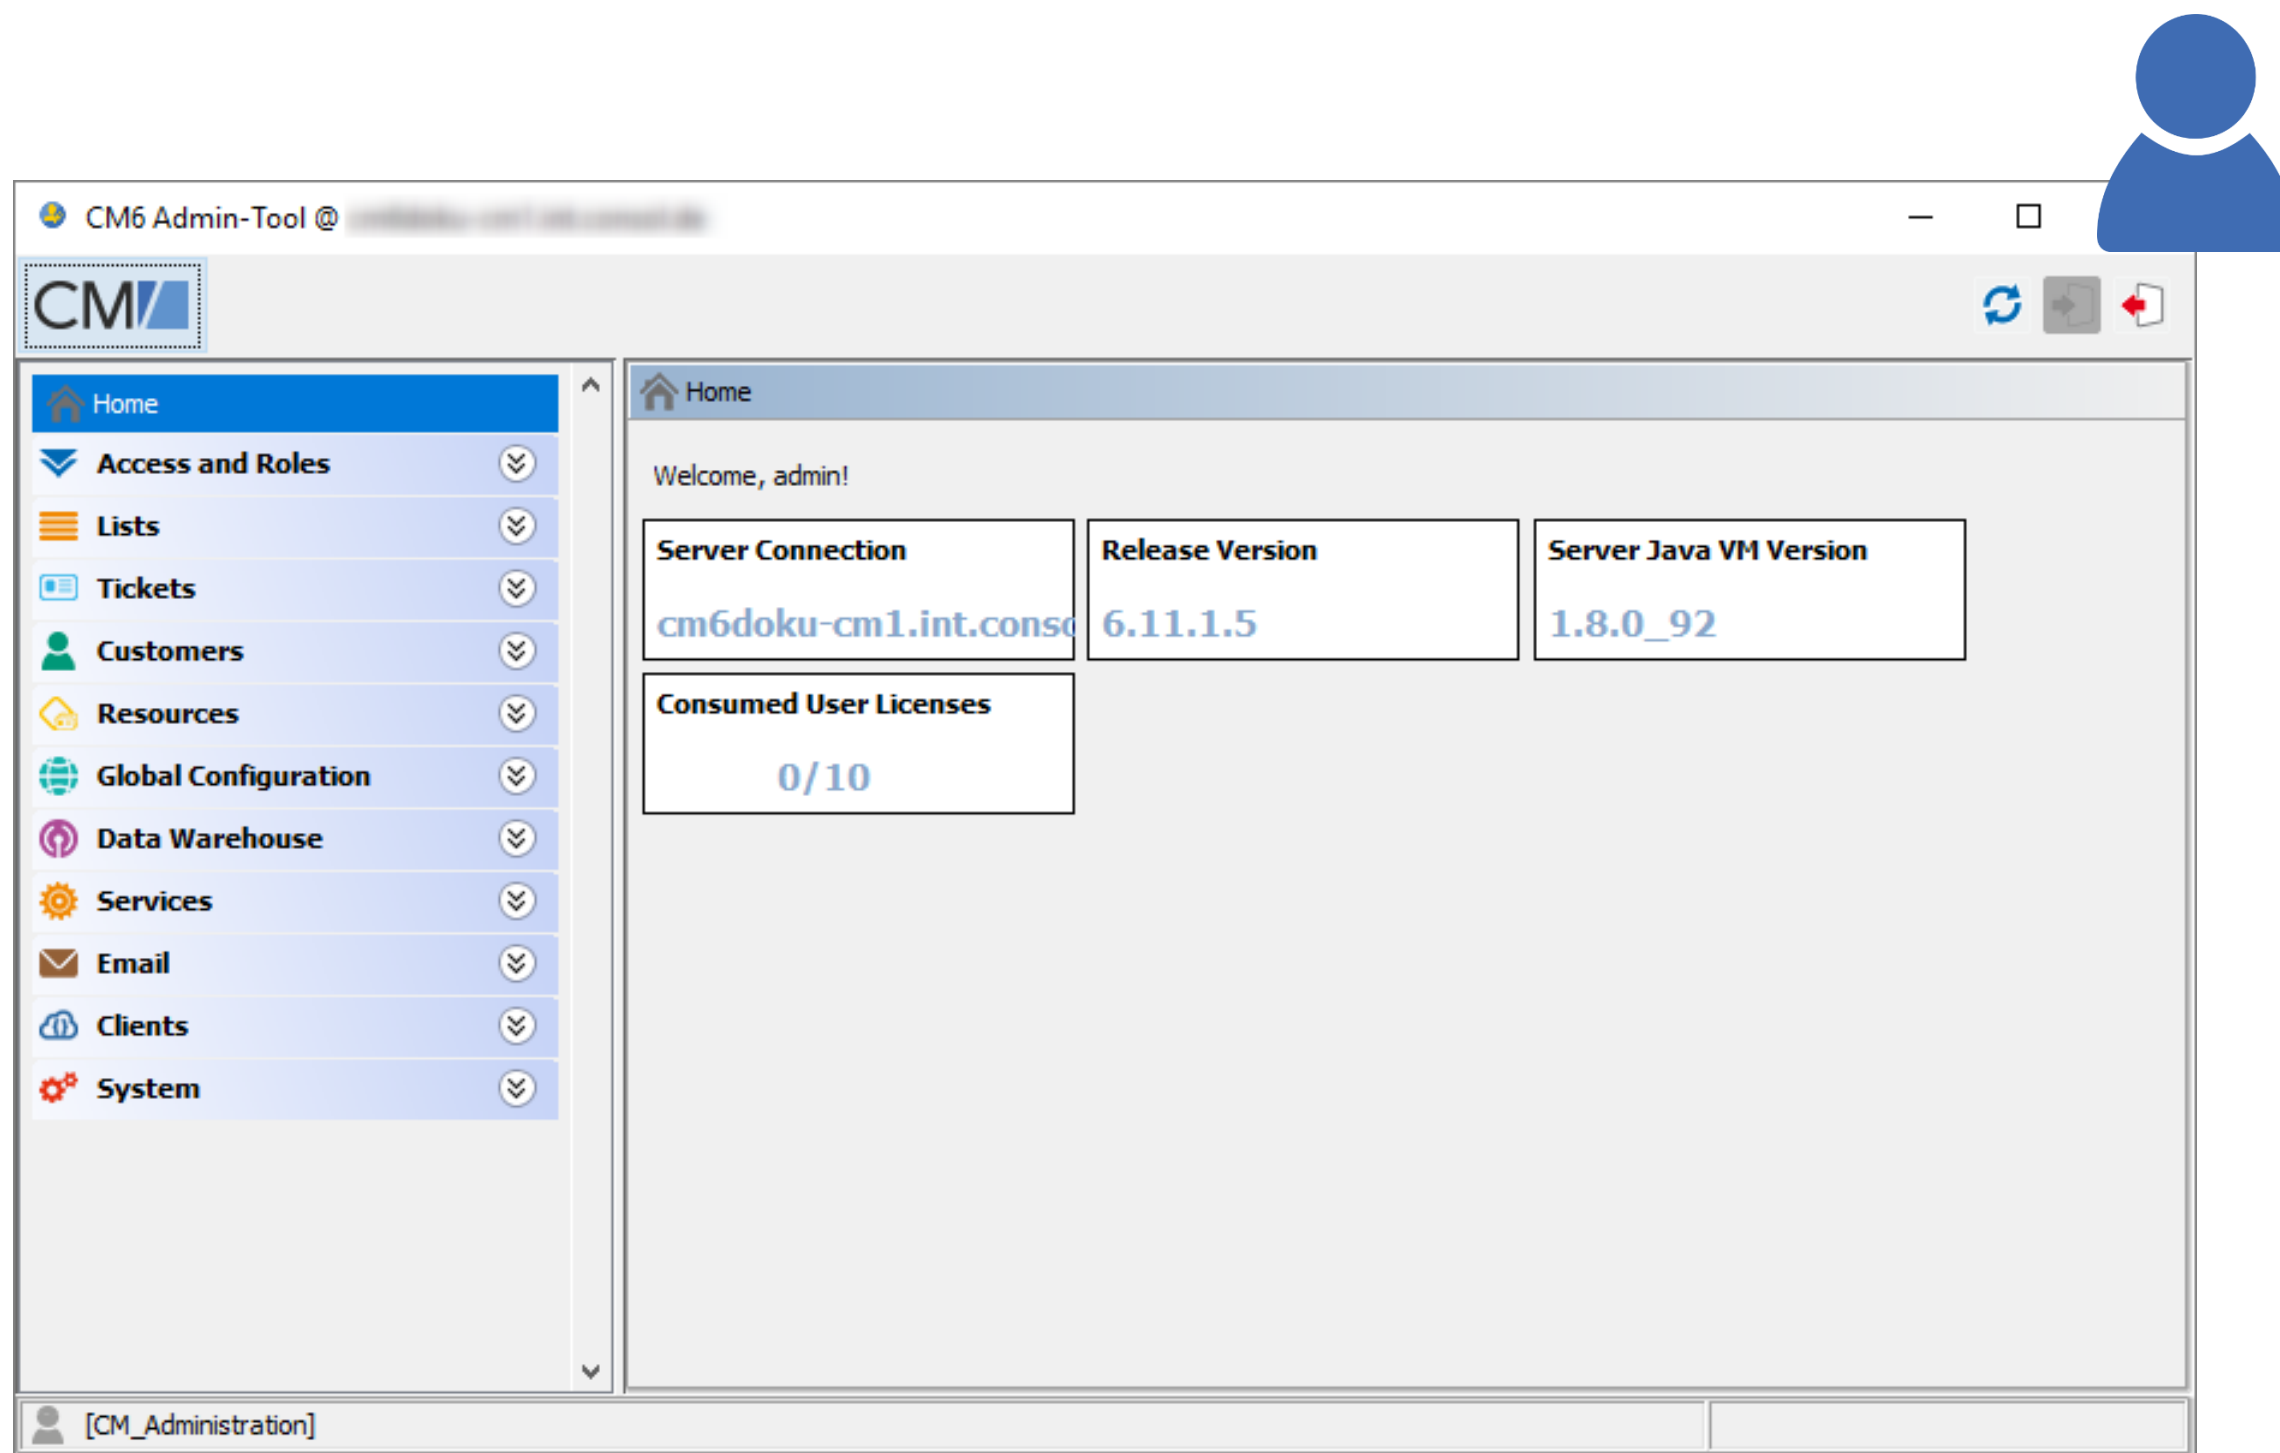 CM6 Admin-Tool @
CM
Home
Access and Roles
Lists
Tickets
Customers
Resources
Global Configuration
Data Warehouse
Services
Email
Clients
System
Home
Welcome, admin!
Server Connection
cm6doku-cm1.int.conso
Release Version
6.11.1.5
Server Java VM Version
1.8.0_92
Consumed User Licenses
0/10
[CM_Administration]